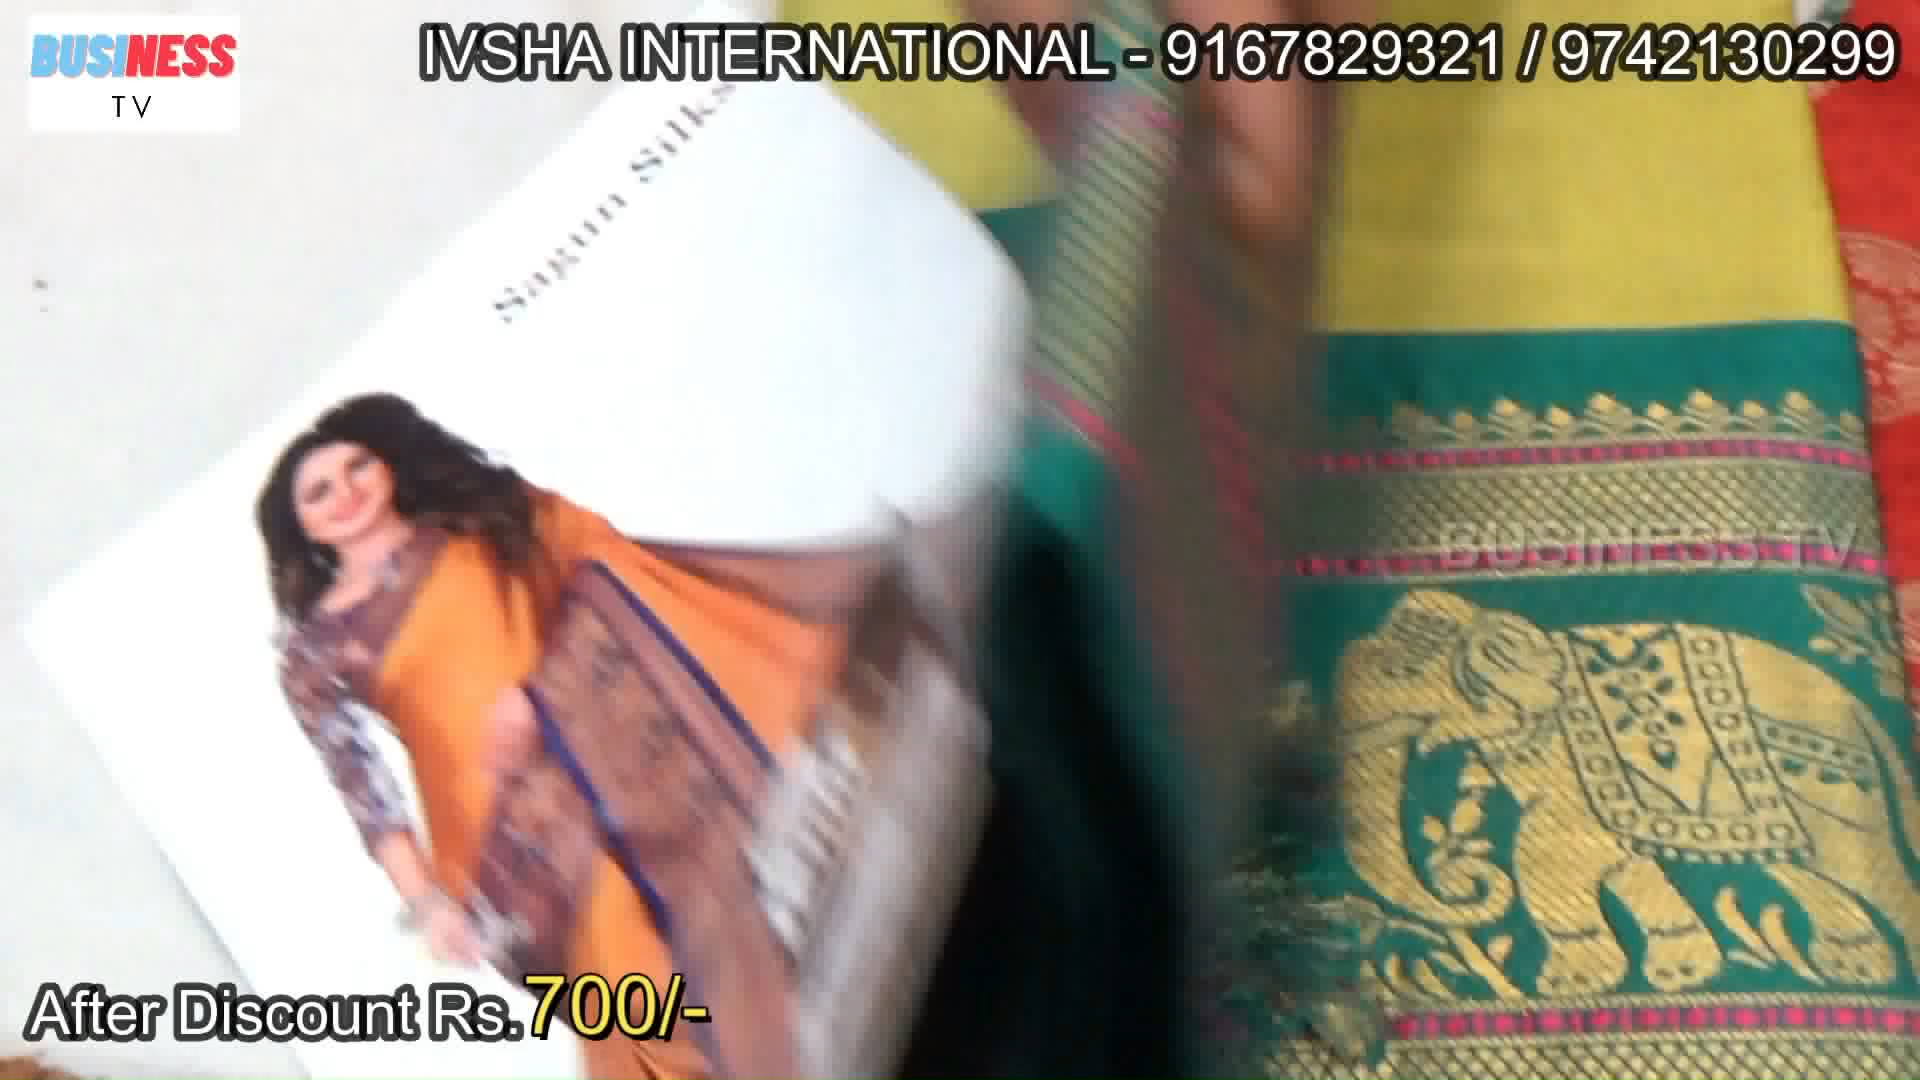 BUSINESS
TV
IVSHA INTERNATIONAL - 9167829321 / 9742130299
Sagun Silks
BUSINESS TV
After Discount Rs.700/-